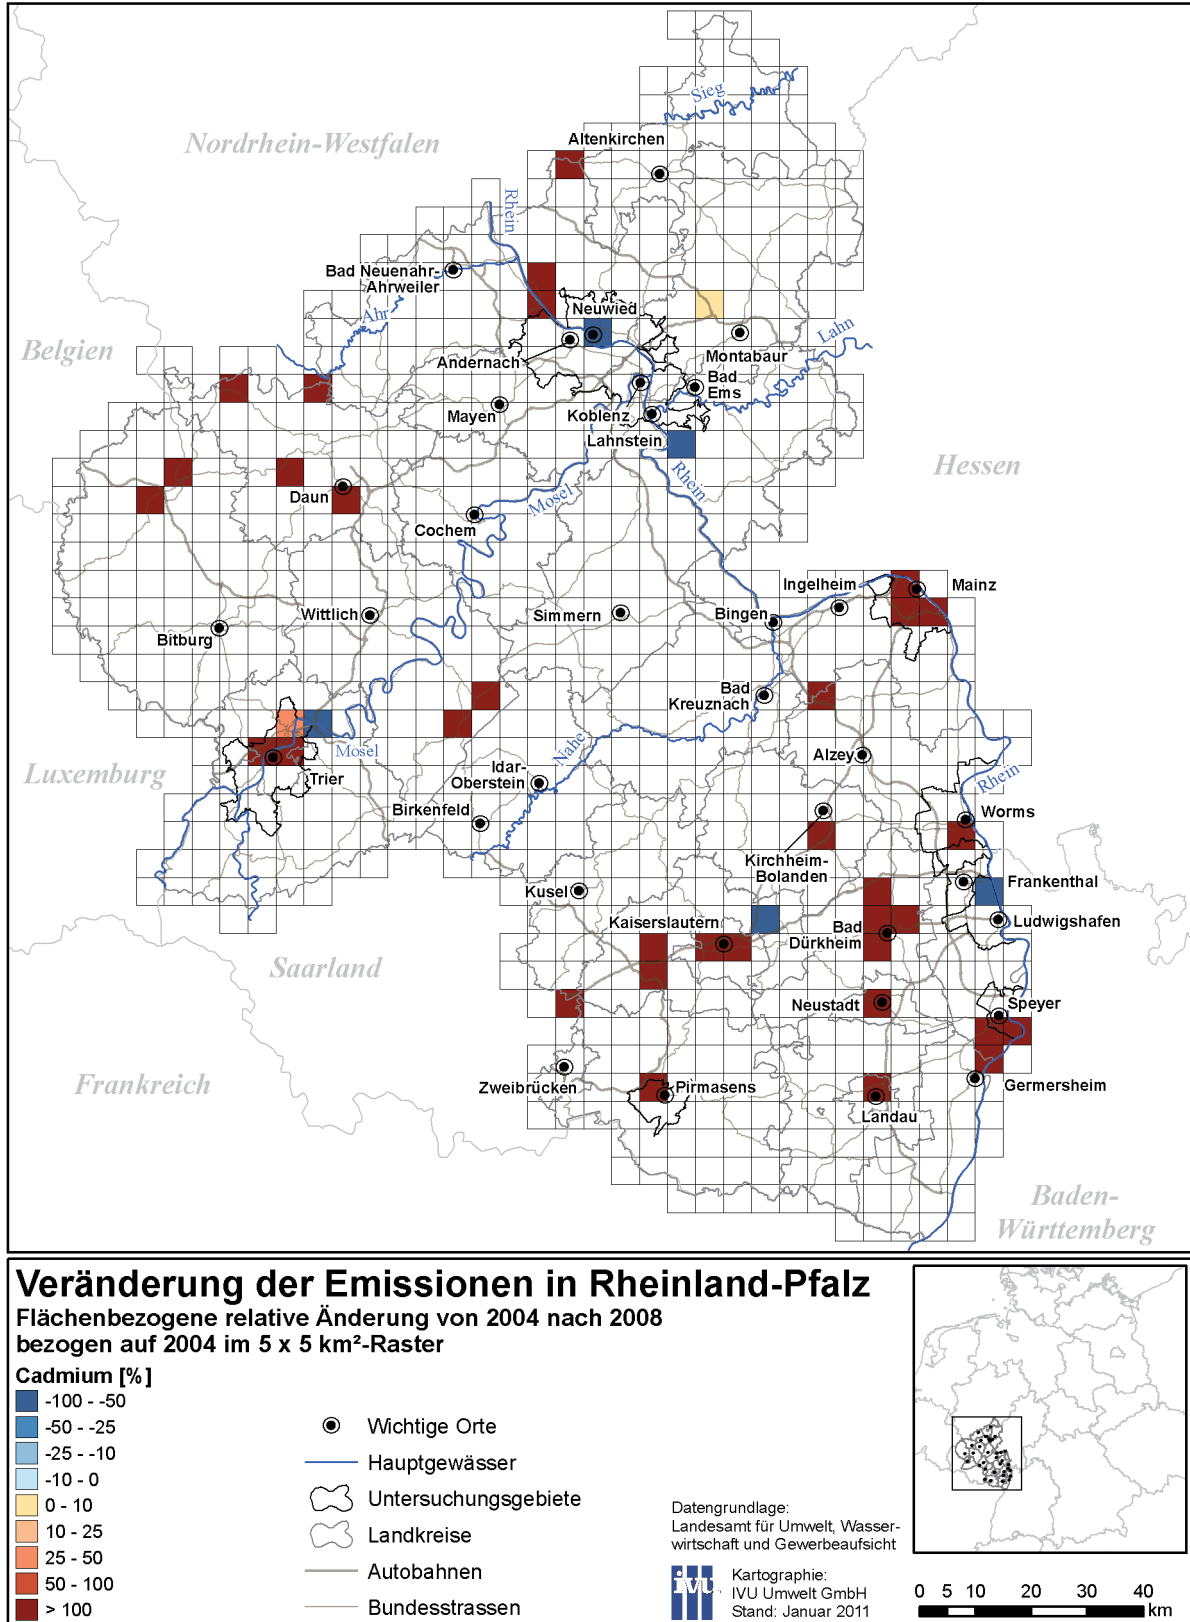 Sieg
Nordrhein-Westfalen
Altenkirchen
Rhein
Bad Neuenahr-
Ahrweiler
Ahr
Neuwied
Belgien
Andernach
Montabaur
Lahn
Bad
Ems
Mayen
Koblenz
Lahnstein
Hessen
Rhein
Daun
Mosel
Cochem
Ingelheim
Mainz
Wittlich
Simmern
Bingen
Bitburg
Bad
Kreuznach
Mosel
Nahe
Luxemburg
Trier
Idar-
Oberstein
Alzey
Rhein
Birkenfeld
Worms
Kirchheim-
Bolanden
Kusel
Frankenthal
Kaiserslautern
Bad
Dürkheim
Ludwigshafen
Saarland
Neustadt
Speyer
Frankreich
Zweibrücken
Pirmasens
Germersheim
Landau
Baden-
Württemberg
Veränderung der Emissionen in Rheinland-Pfalz
Flächenbezogene relative Änderung von 2004 nach 2008
bezogen auf 2004 im 5 x 5 km²-Raster
Cadmium [%]
-100 - -50
-50 - -25
-25 - -10
-10 - 0
0 - 10
10 - 25
25 - 50
50 - 100
> 100
Wichtige Orte
Hauptgewässer
Untersuchungsgebiete
Landkreise
Autobahnen
Bundesstrassen
Datengrundlage:
Landesamt für Umwelt, Wasser-
wirtschaft und Gewerbeaufsicht
ivu
Kartographie:
IVU Umwelt GmbH
Stand: Januar 2011
0 5 10 20 30 40
km